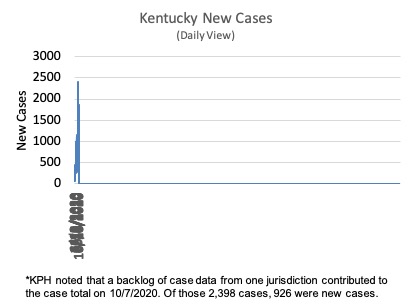 Kentucky New Cases
(Daily View)
3000
2500
2000
1500
1000
500
0
New Cases
*KPH noted that a backlog of case data from one jurisdiction contributed to
the case total on 10/7/2020. Of those 2,398 cases, 926 were new cases.